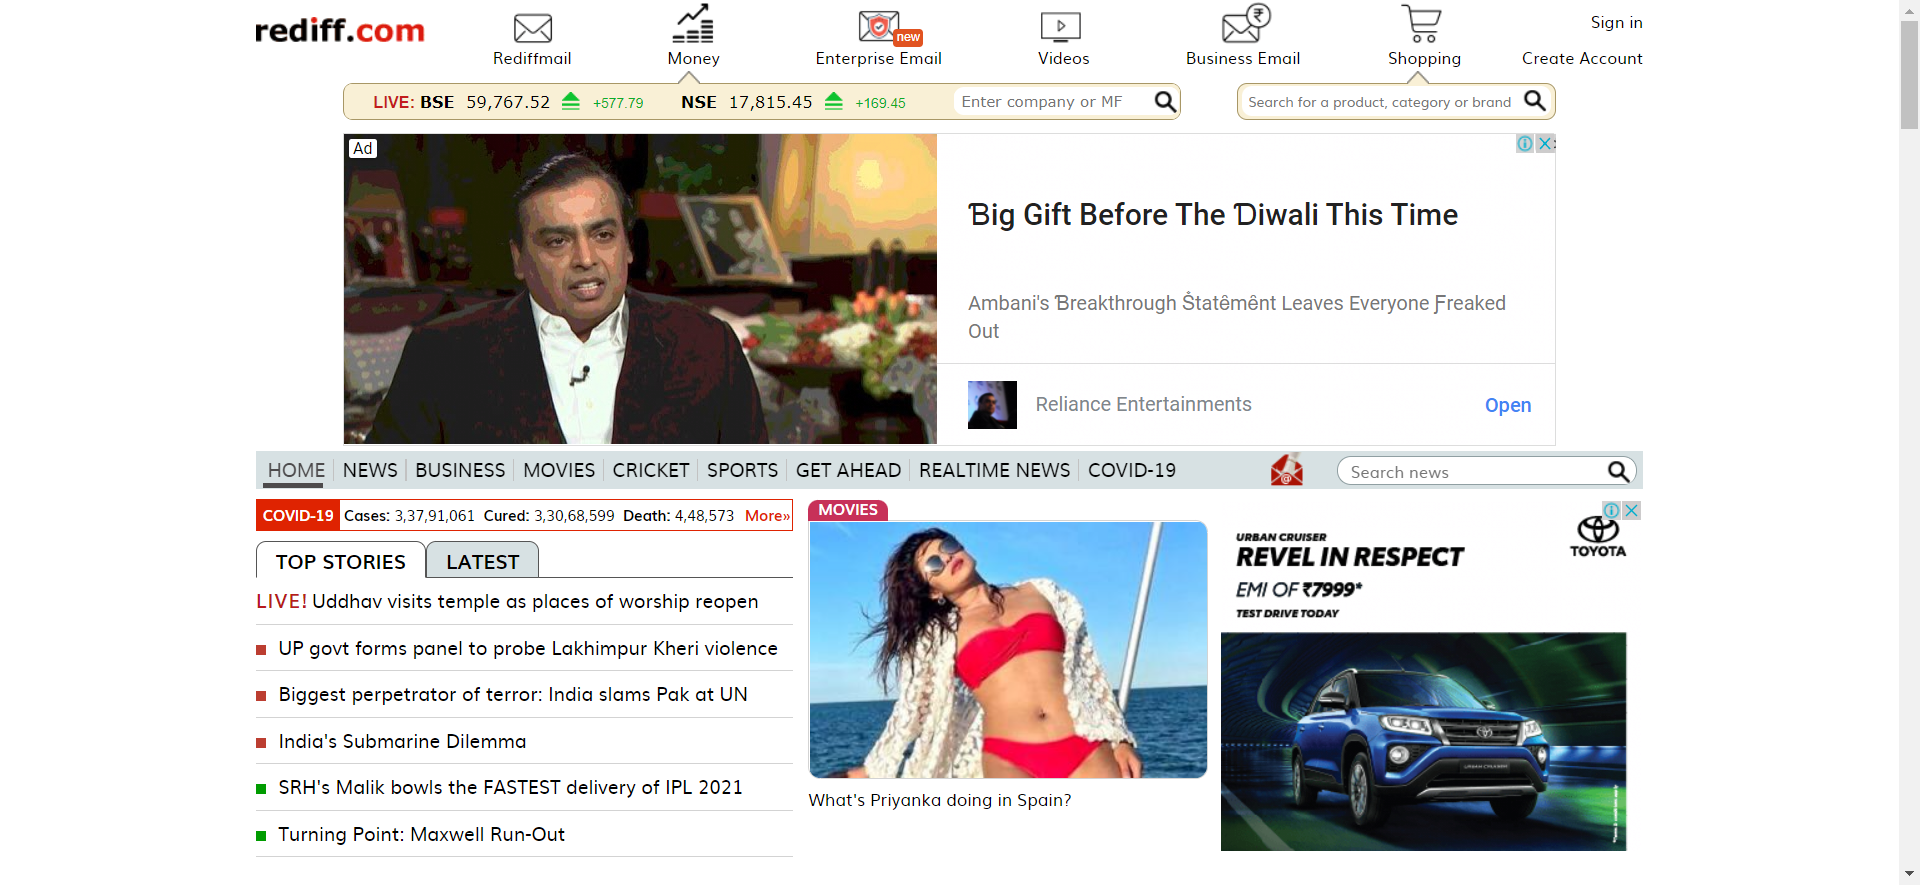 rediff.com
Rediffmail
Money
Enterprise Email
new
Videos
Business Email
Shopping
Sign in
Create Account
LIVE: BSE 59,767.52 +577.79 NSE 17,815.45 +169.45
Enter company or MF
Search for a product, category or brand
Ad
Ɓig Gift Before The Ɗiwali This Time
Ambani's Ɓreakthrough Ŝtatêmênt Leaves Everyone Ƒreaked
Out
Reliance Entertainments
Open
HOME NEWS BUSINESS MOVIES CRICKET SPORTS GET AHEAD REALTIME NEWS COVID-19
Search news
COVID-19 Cases: 3,37,91,061 Cured: 3,30,68,599 Death: 4,48,573 More»
TOP STORIES LATEST
LIVE! Uddhav visits temple as places of worship reopen
UP govt forms panel to probe Lakhimpur Kheri violence
Biggest perpetrator of terror: India slams Pak at UN
India's Submarine Dilemma
SRH's Malik bowls the FASTEST delivery of IPL 2021
Turning Point: Maxwell Run-Out
MOVIES
What's Priyanka doing in Spain?
URBAN CRUISER
REVEL IN RESPECT
EMI OF ₹7999*
TEST DRIVE TODAY
TOYOTA
URBAN CRUISER